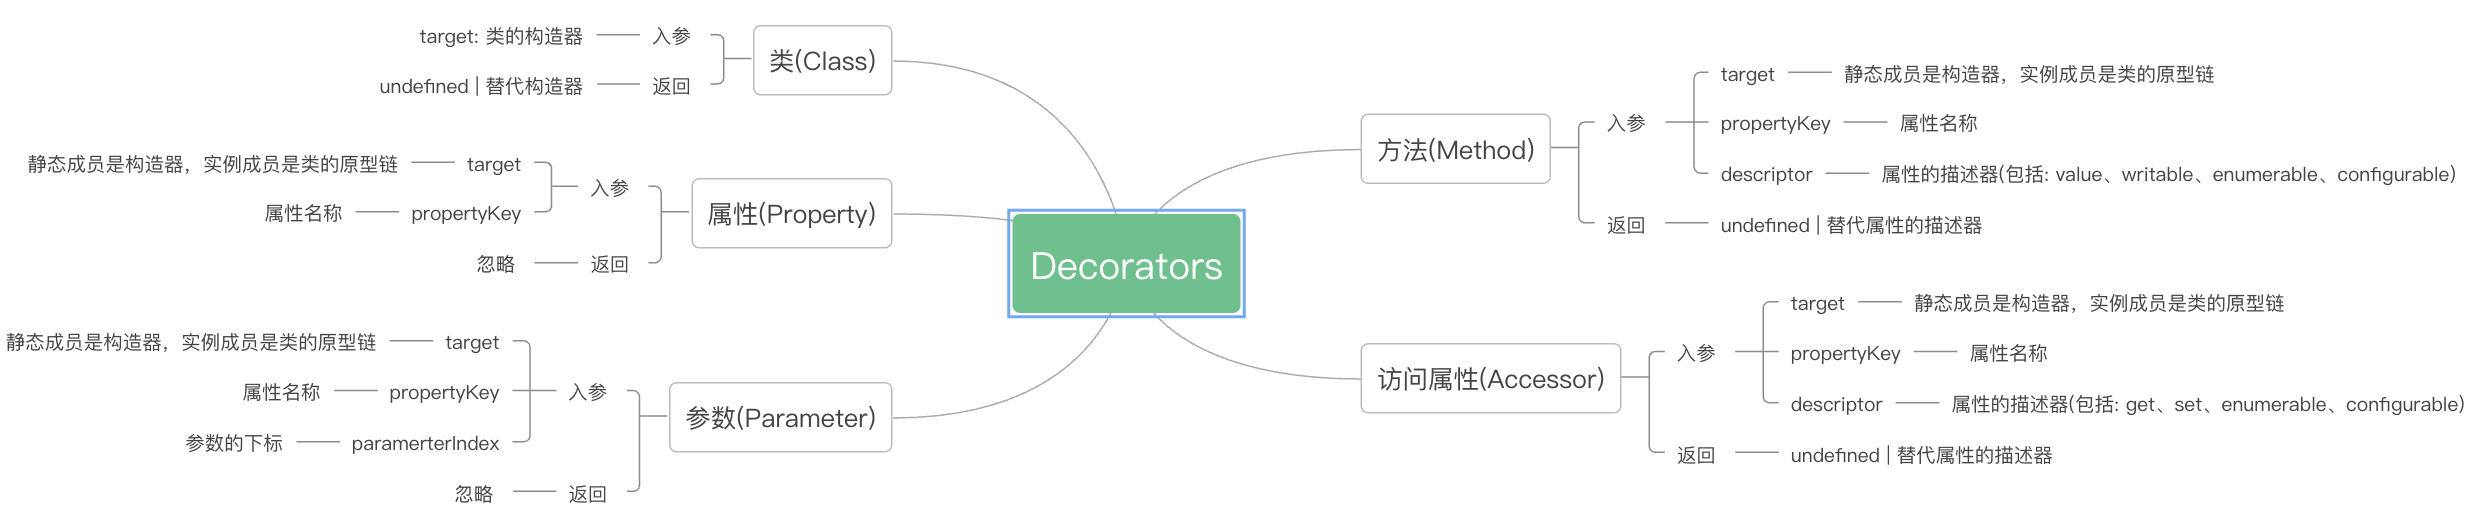 Decorators
类(Class)
入参
target: 类的构造器
返回
undefined | 替代构造器
属性(Property)
入参
target
静态成员是构造器，实例成员是类的原型链
propertyKey
属性名称
返回
忽略
参数(Parameter)
入参
target
静态成员是构造器，实例成员是类的原型链
propertyKey
属性名称
paramerterIndex
参数的下标
返回
忽略
方法(Method)
入参
target
静态成员是构造器，实例成员是类的原型链
propertyKey
属性名称
descriptor
属性的描述器(包括: value、writable、enumerable、configurable)
返回
undefined | 替代属性的描述器
访问属性(Accessor)
入参
target
静态成员是构造器，实例成员是类的原型链
propertyKey
属性名称
descriptor
属性的描述器(包括: get、set、enumerable、configurable)
返回
undefined | 替代属性的描述器